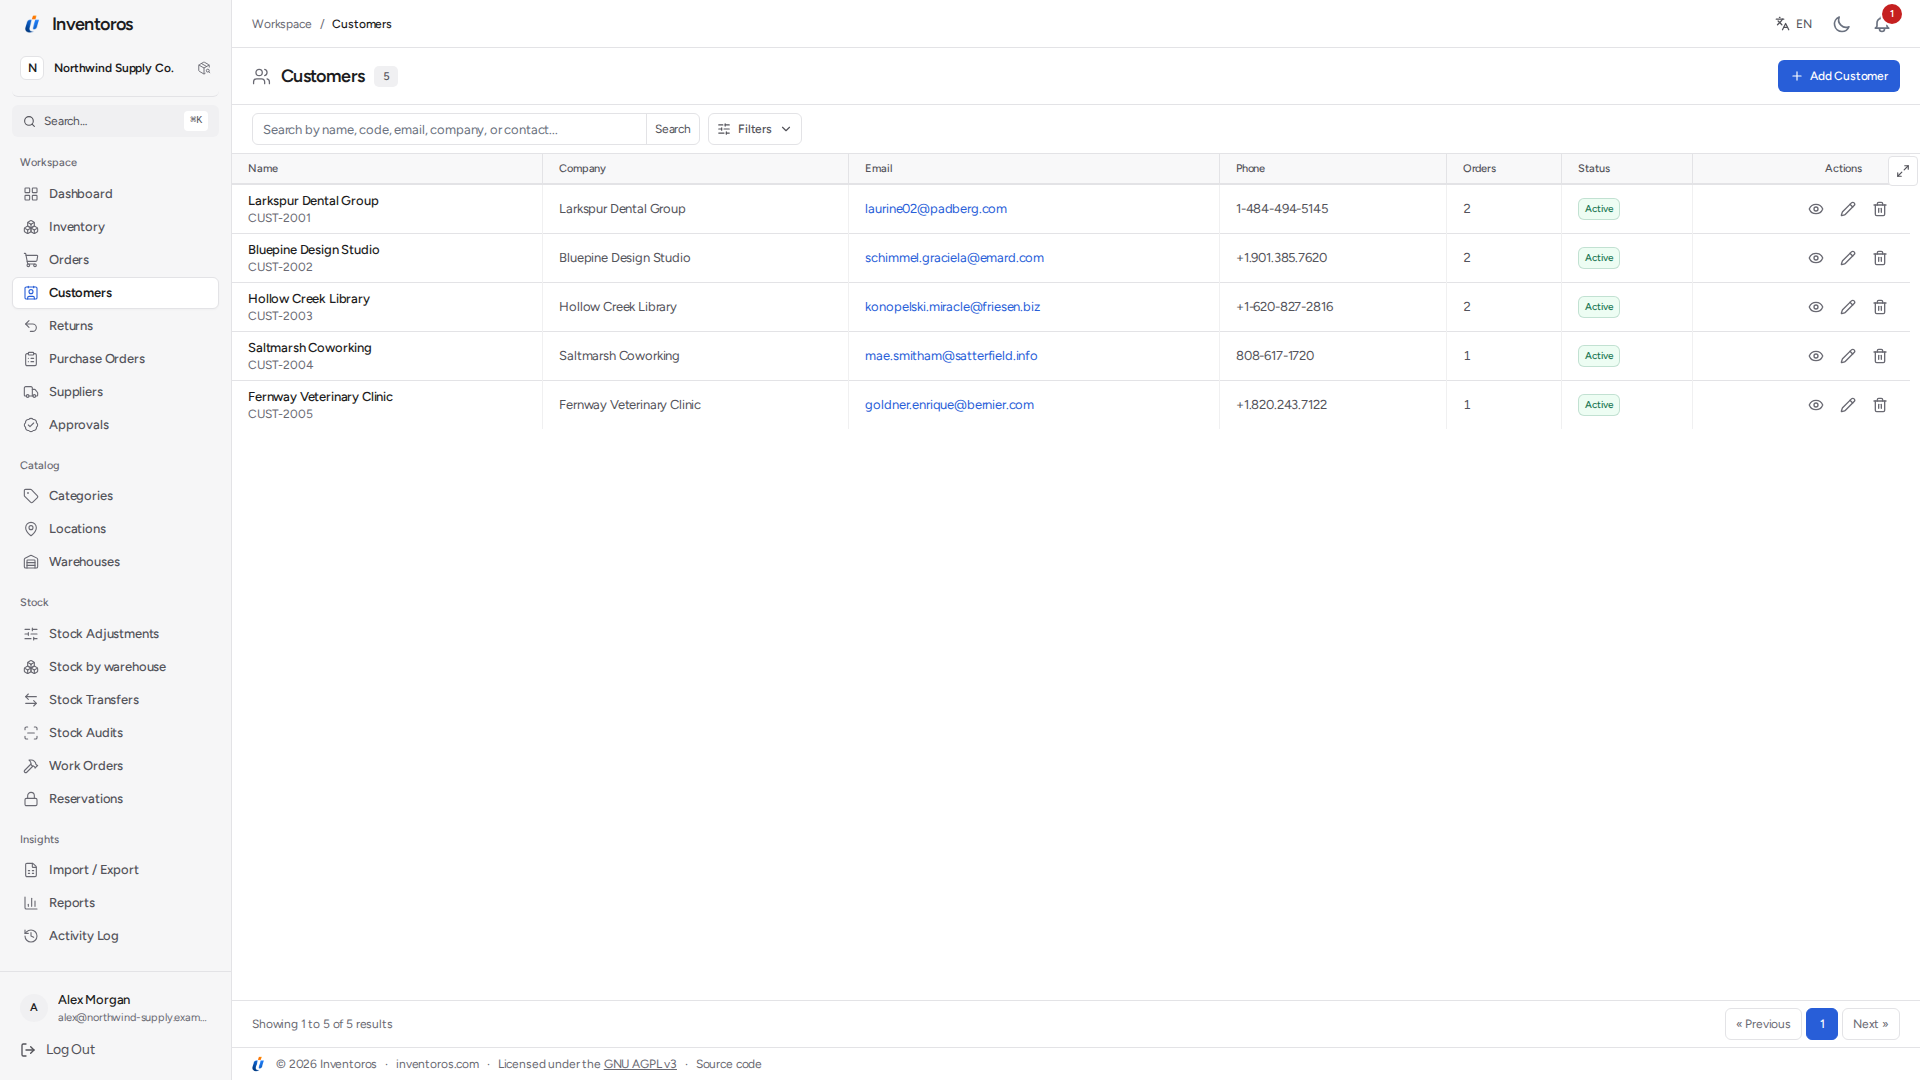 Inventoros
N Northwind Supply Co.
Search... ⌘K
Workspace
Dashboard
Inventory
Orders
Customers
Returns
Purchase Orders
Suppliers
Approvals
Catalog
Categories
Locations
Warehouses
Stock
Stock Adjustments
Stock by warehouse
Stock Transfers
Stock Audits
Work Orders
Reservations
Insights
Import / Export
Reports
Activity Log
A
Alex Morgan
alex@northwind-supply.exam...
Log Out
Workspace / Customers
EN
1
Customers 5
Add Customer
Search by name, code, email, company, or contact... Search
Filters
Name Company Email Phone Orders Status Actions
Larkspur Dental Group
CUST-2001
Larkspur Dental Group laurine02@padberg.com 1-484-494-5145 2 Active
Bluepine Design Studio
CUST-2002
Bluepine Design Studio schimmel.graciela@emard.com +1.901.385.7620 2 Active
Hollow Creek Library
CUST-2003
Hollow Creek Library konopelski.miracle@friesen.biz +1-620-827-2816 2 Active
Saltmarsh Coworking
CUST-2004
Saltmarsh Coworking mae.smitham@satterfield.info 808-617-1720 1 Active
Fernway Veterinary Clinic
CUST-2005
Fernway Veterinary Clinic goldner.enrique@bernier.com +1.820.243.7122 1 Active
Showing 1 to 5 of 5 results
« Previous 1 Next »
© 2026 Inventoros · inventoros.com · Licensed under the GNU AGPL v3 · Source code